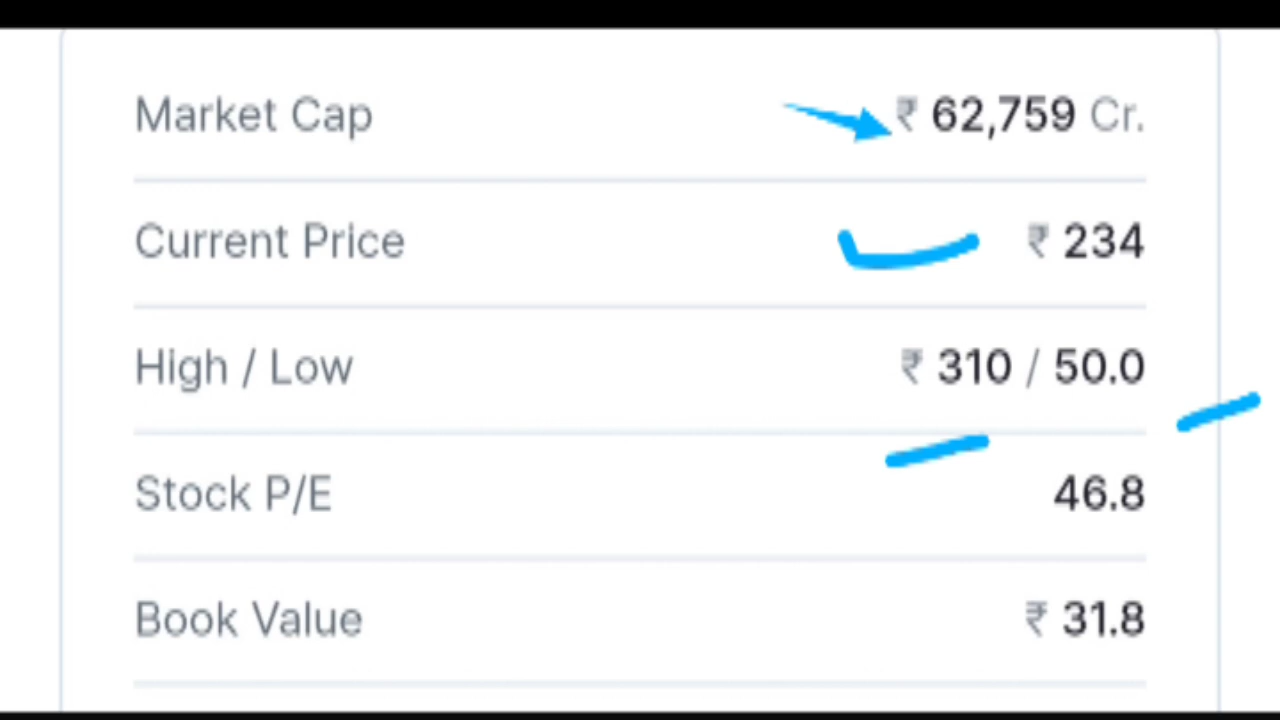 Market Cap ₹ 62,759 Cr.
Current Price ₹ 234
High / Low ₹ 310 / 50.0
Stock P/E 46.8
Book Value ₹ 31.8